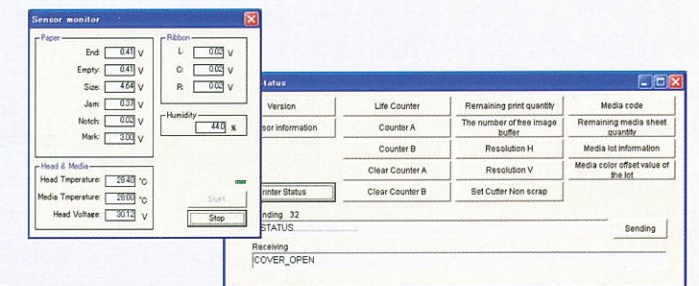 Sensor monitor
Paper
End: 0.41 V
Empty: 0.41 V
Size: 4.64 V
Jam: 0.37 V
Notch: 0.02 V
Mark: 3.00 V
Ribbon
L: 0.02 V
C: 0.02 V
R: 0.02 V
Humidity
44.0 %
Head & Media
Head Tmperature: 28.40 °C
Media Tmperature: 28.00 °C
Head Voltage: 30.12 V
Start
Stop
Status
Version Life Counter Remaining print quantity Media code
sor information Counter A The number of free image buffer Remaining media sheet quantity
Counter B Resolution H Media lot information
Clear Counter A Resolution V Media color offset value of the lot
rinter Status Clear Counter B Set Cutter Non scrap
nding 32
STATUS....................
Sending
Receiving
COVER_OPEN